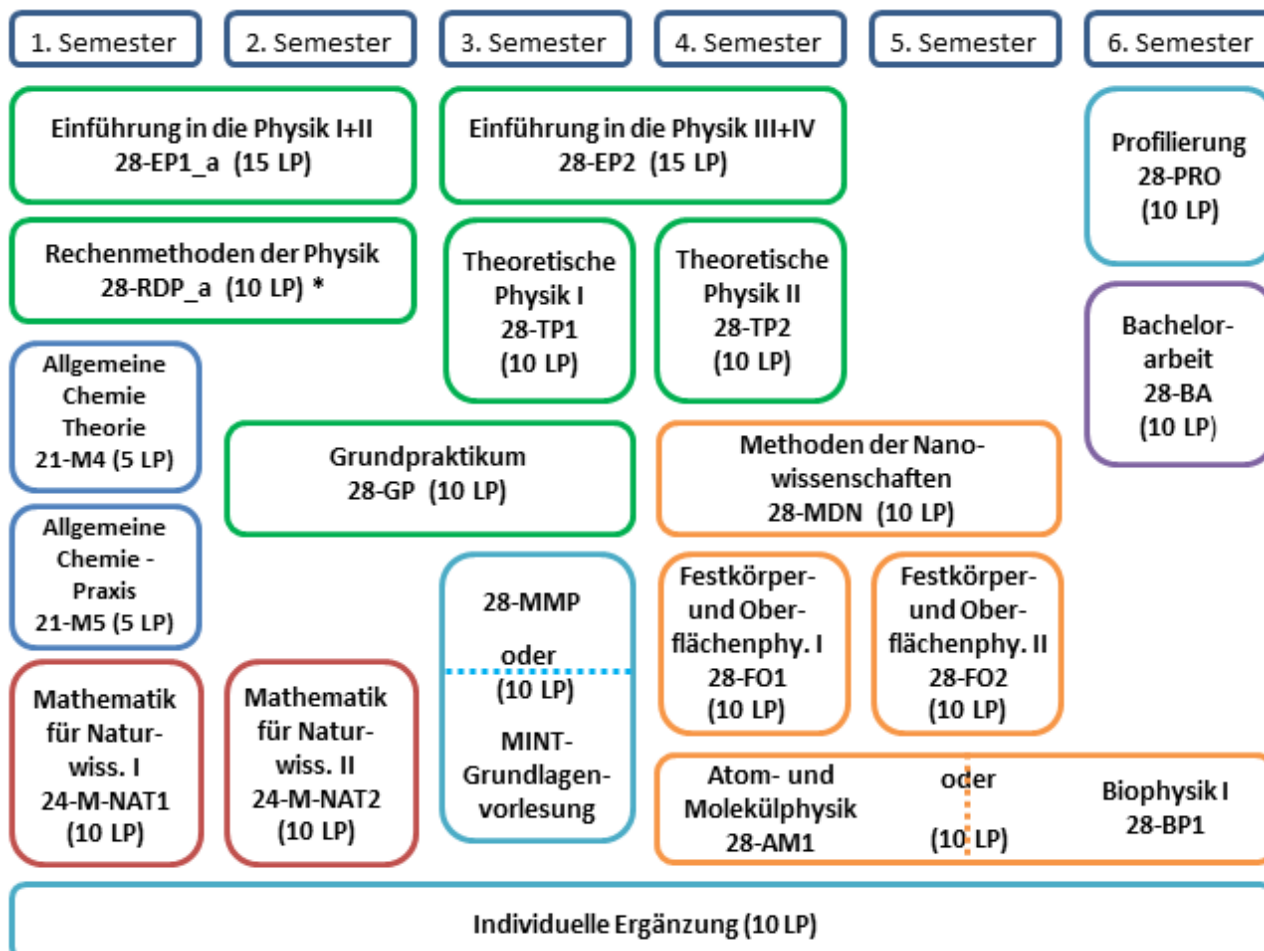 1. Semester
2. Semester
3. Semester
4. Semester
5. Semester
6. Semester
Einführung in die Physik I+II
28-EP1_a (15 LP)
Einführung in die Physik III+IV
28-EP2 (15 LP)
Profilierung
28-PRO
(10 LP)
Rechenmethoden der Physik
28-RDP_a (10 LP) *
Theoretische
Physik I
28-TP1
(10 LP)
Theoretische
Physik II
28-TP2
(10 LP)
Bachelor-
arbeit
28-BA
(10 LP)
Allgemeine
Chemie
Theorie
21-M4 (5 LP)
Grundpraktikum
28-GP (10 LP)
Methoden der Nano-
wissenschaften
28-MDN (10 LP)
Allgemeine
Chemie -
Praxis
21-M5 (5 LP)
28-MMP
oder
(10 LP)
MINT-
Grundlagen-
vorlesung
Festkörper-
und Ober-
flächenphy. I
28-FO1
(10 LP)
Festkörper-
und Ober-
flächenphy. II
28-FO2
(10 LP)
Mathematik
für Natur-
wiss. I
24-M-NAT1
(10 LP)
Mathematik
für Natur-
wiss. II
24-M-NAT2
(10 LP)
Atom- und
Molekülphysik
28-AM1
oder
(10 LP)
Biophysik I
28-BP1
Individuelle Ergänzung (10 LP)